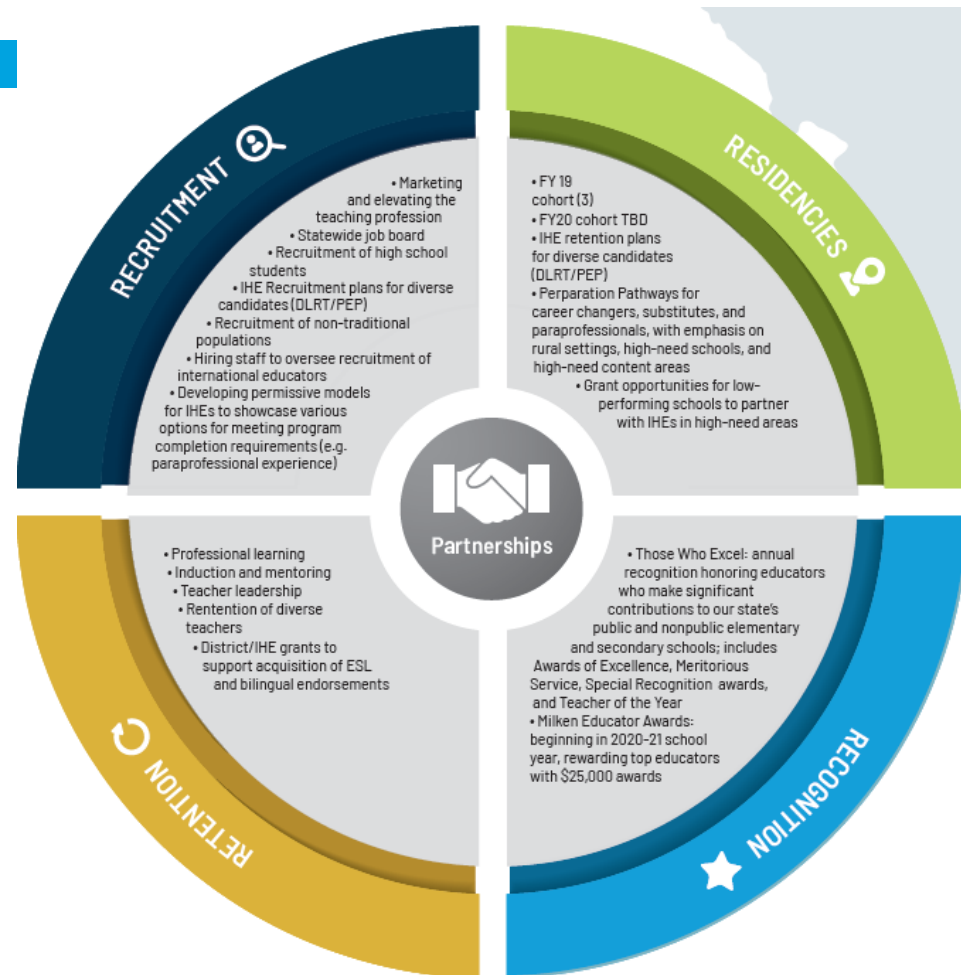 RECRUITMENT
• Marketing
and elevating the
teaching profession
• Statewide job board
• Recruitment of high school
students
• IHE Recruitment plans for diverse
candidates (DLRT/PEP)
• Recruitment of non-traditional
populations
• Hiring staff to oversee recruitment of
international educators
• Developing permissive models
for IHEs to showcase various
options for meeting program
completion requirements (e.g.
paraprofessional experience)
RESIDENCIES
• FY 19
cohort (3)
• FY20 cohort TBD
• IHE retention plans
for diverse candidates
(DLRT/PEP)
• Perparation Pathways for
career changers, substitutes, and
paraprofessionals, with emphasis on
rural settings, high-need schools, and
high-need content areas
• Grant opportunities for low-
performing schools to partner
with IHEs in high-need areas
Partnerships
RETENTION
• Professional learning
• Induction and mentoring
• Teacher leadership
• Rentention of diverse
teachers
• District/IHE grants to
support acquisition of ESL
and bilingual endorsements
RECOGNITION
• Those Who Excel: annual
recognition honoring educators
who make significant
contributions to our state's
public and nonpublic elementary
and secondary schools; includes
Awards of Excellence, Meritorious
Service, Special Recognition awards,
and Teacher of the Year
• Milken Educator Awards:
beginning in 2020-21 school
year, rewarding top educators
with $25,000 awards